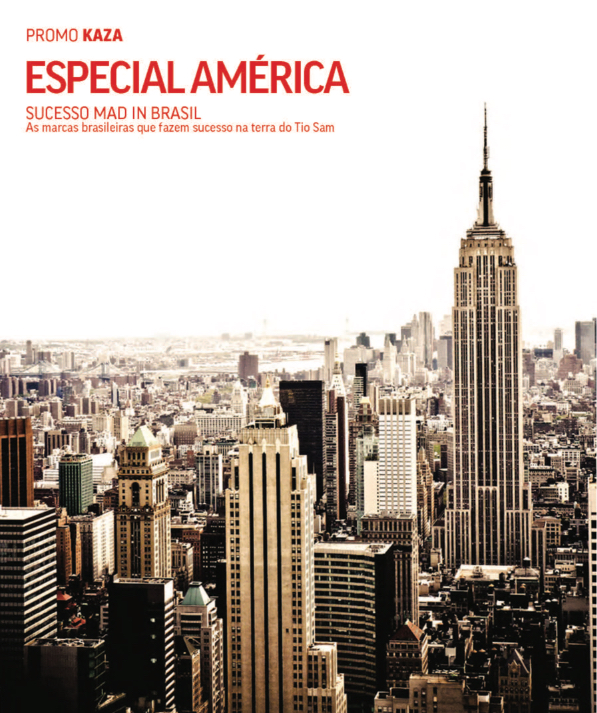 PROMO KAZA
ESPECIAL AMÉRICA
SUCESSO MAD IN BRASIL
As marcas brasileiras que fazem sucesso na terra do Tio Sam